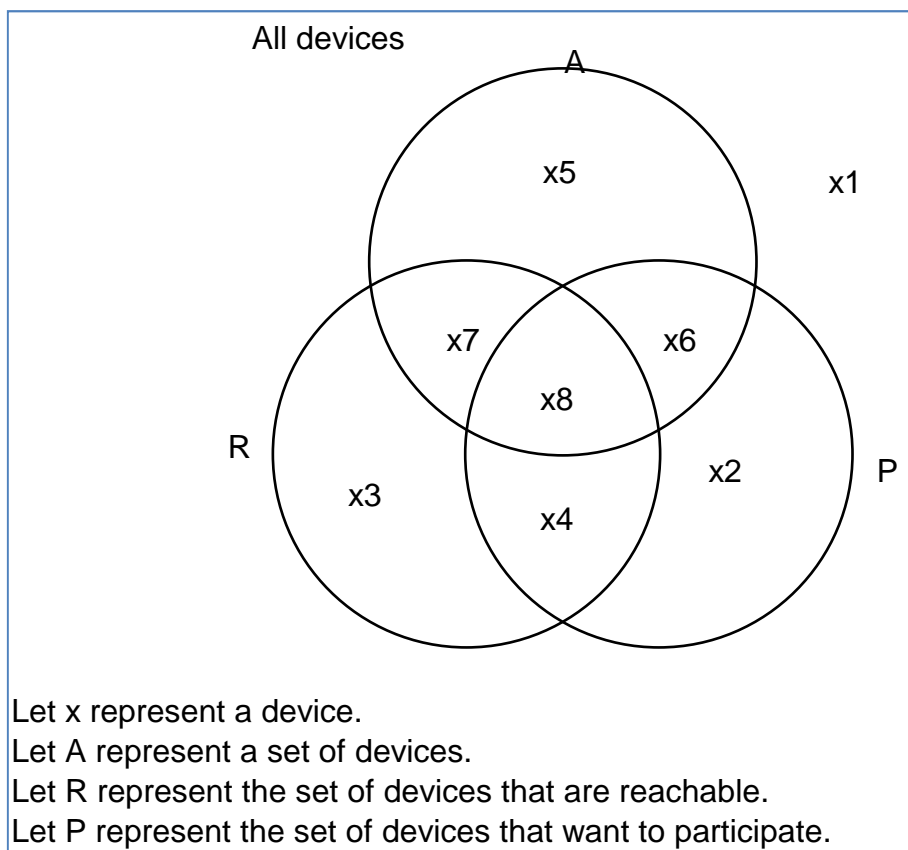 All devices
A
x5
x1
x7
x6
x8
R
x2
P
x3
x4
Let x represent a device.
Let A represent a set of devices.
Let R represent the set of devices that are reachable.
Let P represent the set of devices that want to participate.